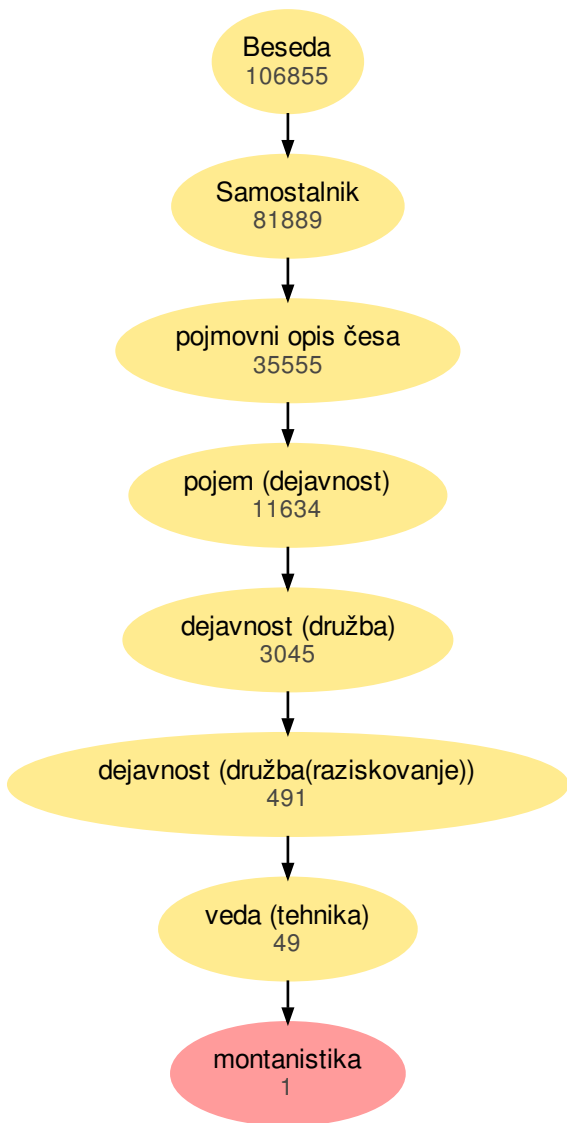 Beseda
106855
Samostalnik
81889
pojmovni opis česa
35555
pojem (dejavnost)
11634
dejavnost (družba)
3045
dejavnost (družba(raziskovanje))
491
veda (tehnika)
49
montanistika
1